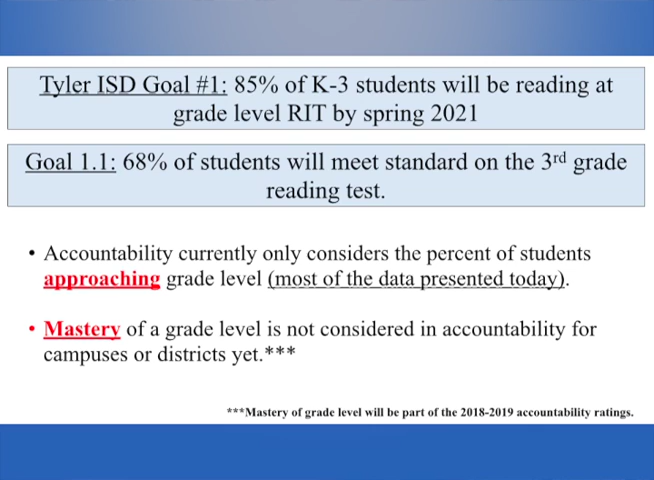 Tyler ISD Goal #1: 85% of K-3 students will be reading at
grade level RIT by spring 2021
Goal 1.1: 68% of students will meet standard on the 3rd grade
reading test.
• Accountability currently only considers the percent of students
approaching grade level (most of the data presented today).
• Mastery of a grade level is not considered in accountability for
campuses or districts yet.***
***Mastery of grade level will be part of the 2018-2019 accountability ratings.